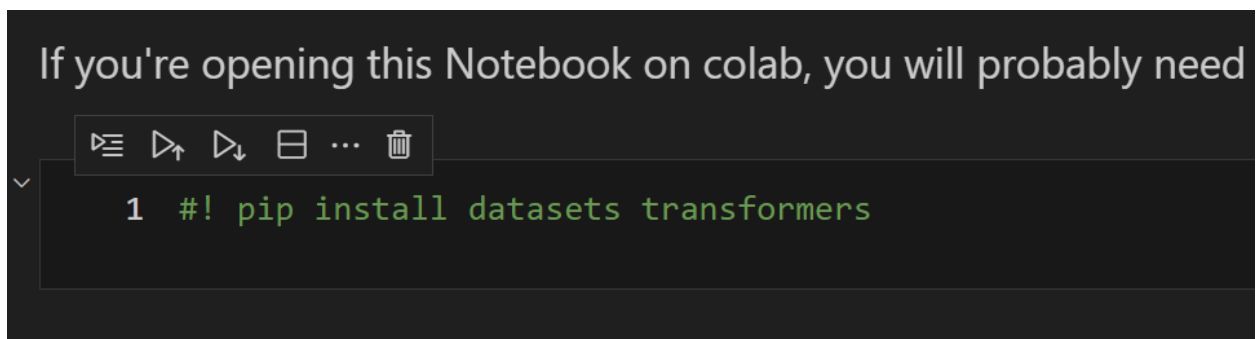 If you're opening this Notebook on colab, you will probably need
1 #! pip install datasets transformers